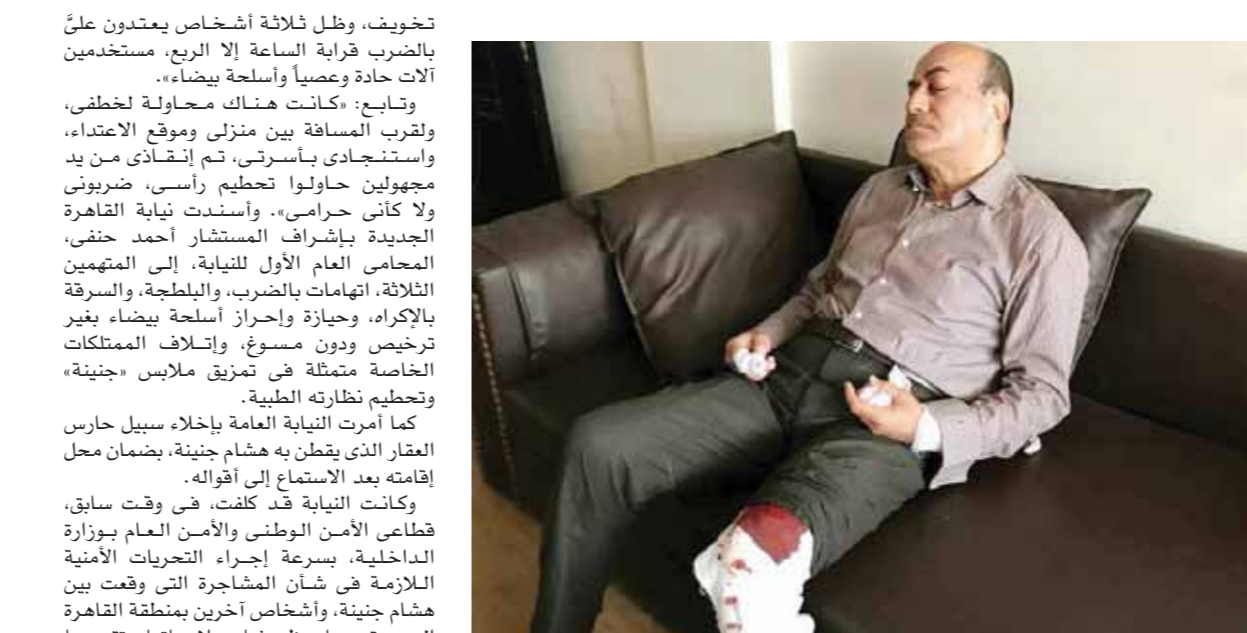 تخويف، وظل ثلاثة أشخاص يعتدون علىَّ
بالضرب قرابة الساعة إلا الربع، مستخدمين
آلات حادة وعصياً وأسلحة بيضاء».
وتابع: «كانت هناك محاولة لخطفى،
ولقرب المسافة بين منزلى وموقع الاعتداء،
واستنجادى بأسرتى، تم إنقاذى من يد
مجهولين حاولوا تحطيم رأسى، ضربونى
ولا كأنى حرامى». وأسندت نيابة القاهرة
الجديدة بإشراف المستشار أحمد حنفى،
المحامى العام الأول للنيابة، إلى المتهمين
الثلاثة، اتهامات بالضرب، والبلطجة، والسرقة
بالإكراه، وحيازة وإحراز أسلحة بيضاء بغير
ترخيص ودون مسوغ، وإتلاف الممتلكات
الخاصة متمثلة فى تمزيق ملابس «جنينة»
وتحطيم نظارته الطبية.
كما أمرت النيابة العامة بإخلاء سبيل حارس
العقار الذى يقطن به هشام جنينة، بضمان محل
إقامته بعد الاستماع إلى أقواله.
وكانت النيابة قد كلفت، فى وقت سابق،
قطاعى الأمن الوطنى والأمن العام بوزارة
الداخلية، بسرعة إجراء التحريات الأمنية
اللازمة فى شأن المشاجرة التى وقعت بين
هشام جنينة، وأشخاص آخرين بمنطقة القاهرة